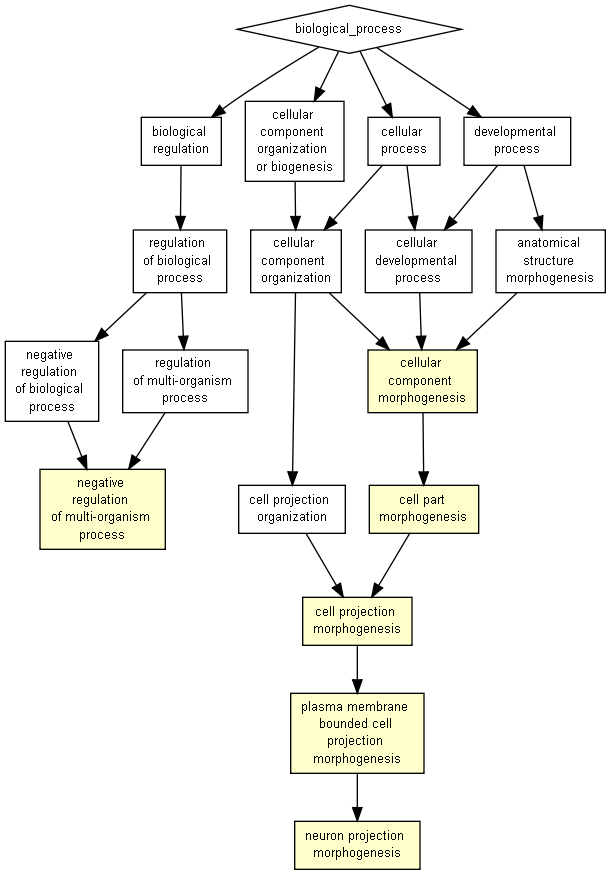 biological_process
biological
regulation
cellular
component
organization
or biogenesis
cellular
process
developmental
process
regulation
of biological
process
cellular
component
organization
cellular
developmental
process
anatomical
structure
morphogenesis
negative
regulation
of biological
process
regulation
of multi-organism
process
cellular
component
morphogenesis
negative
regulation
of multi-organism
process
cell projection
organization
cell part
morphogenesis
cell projection
morphogenesis
plasma membrane
bounded cell
projection
morphogenesis
neuron projection
morphogenesis